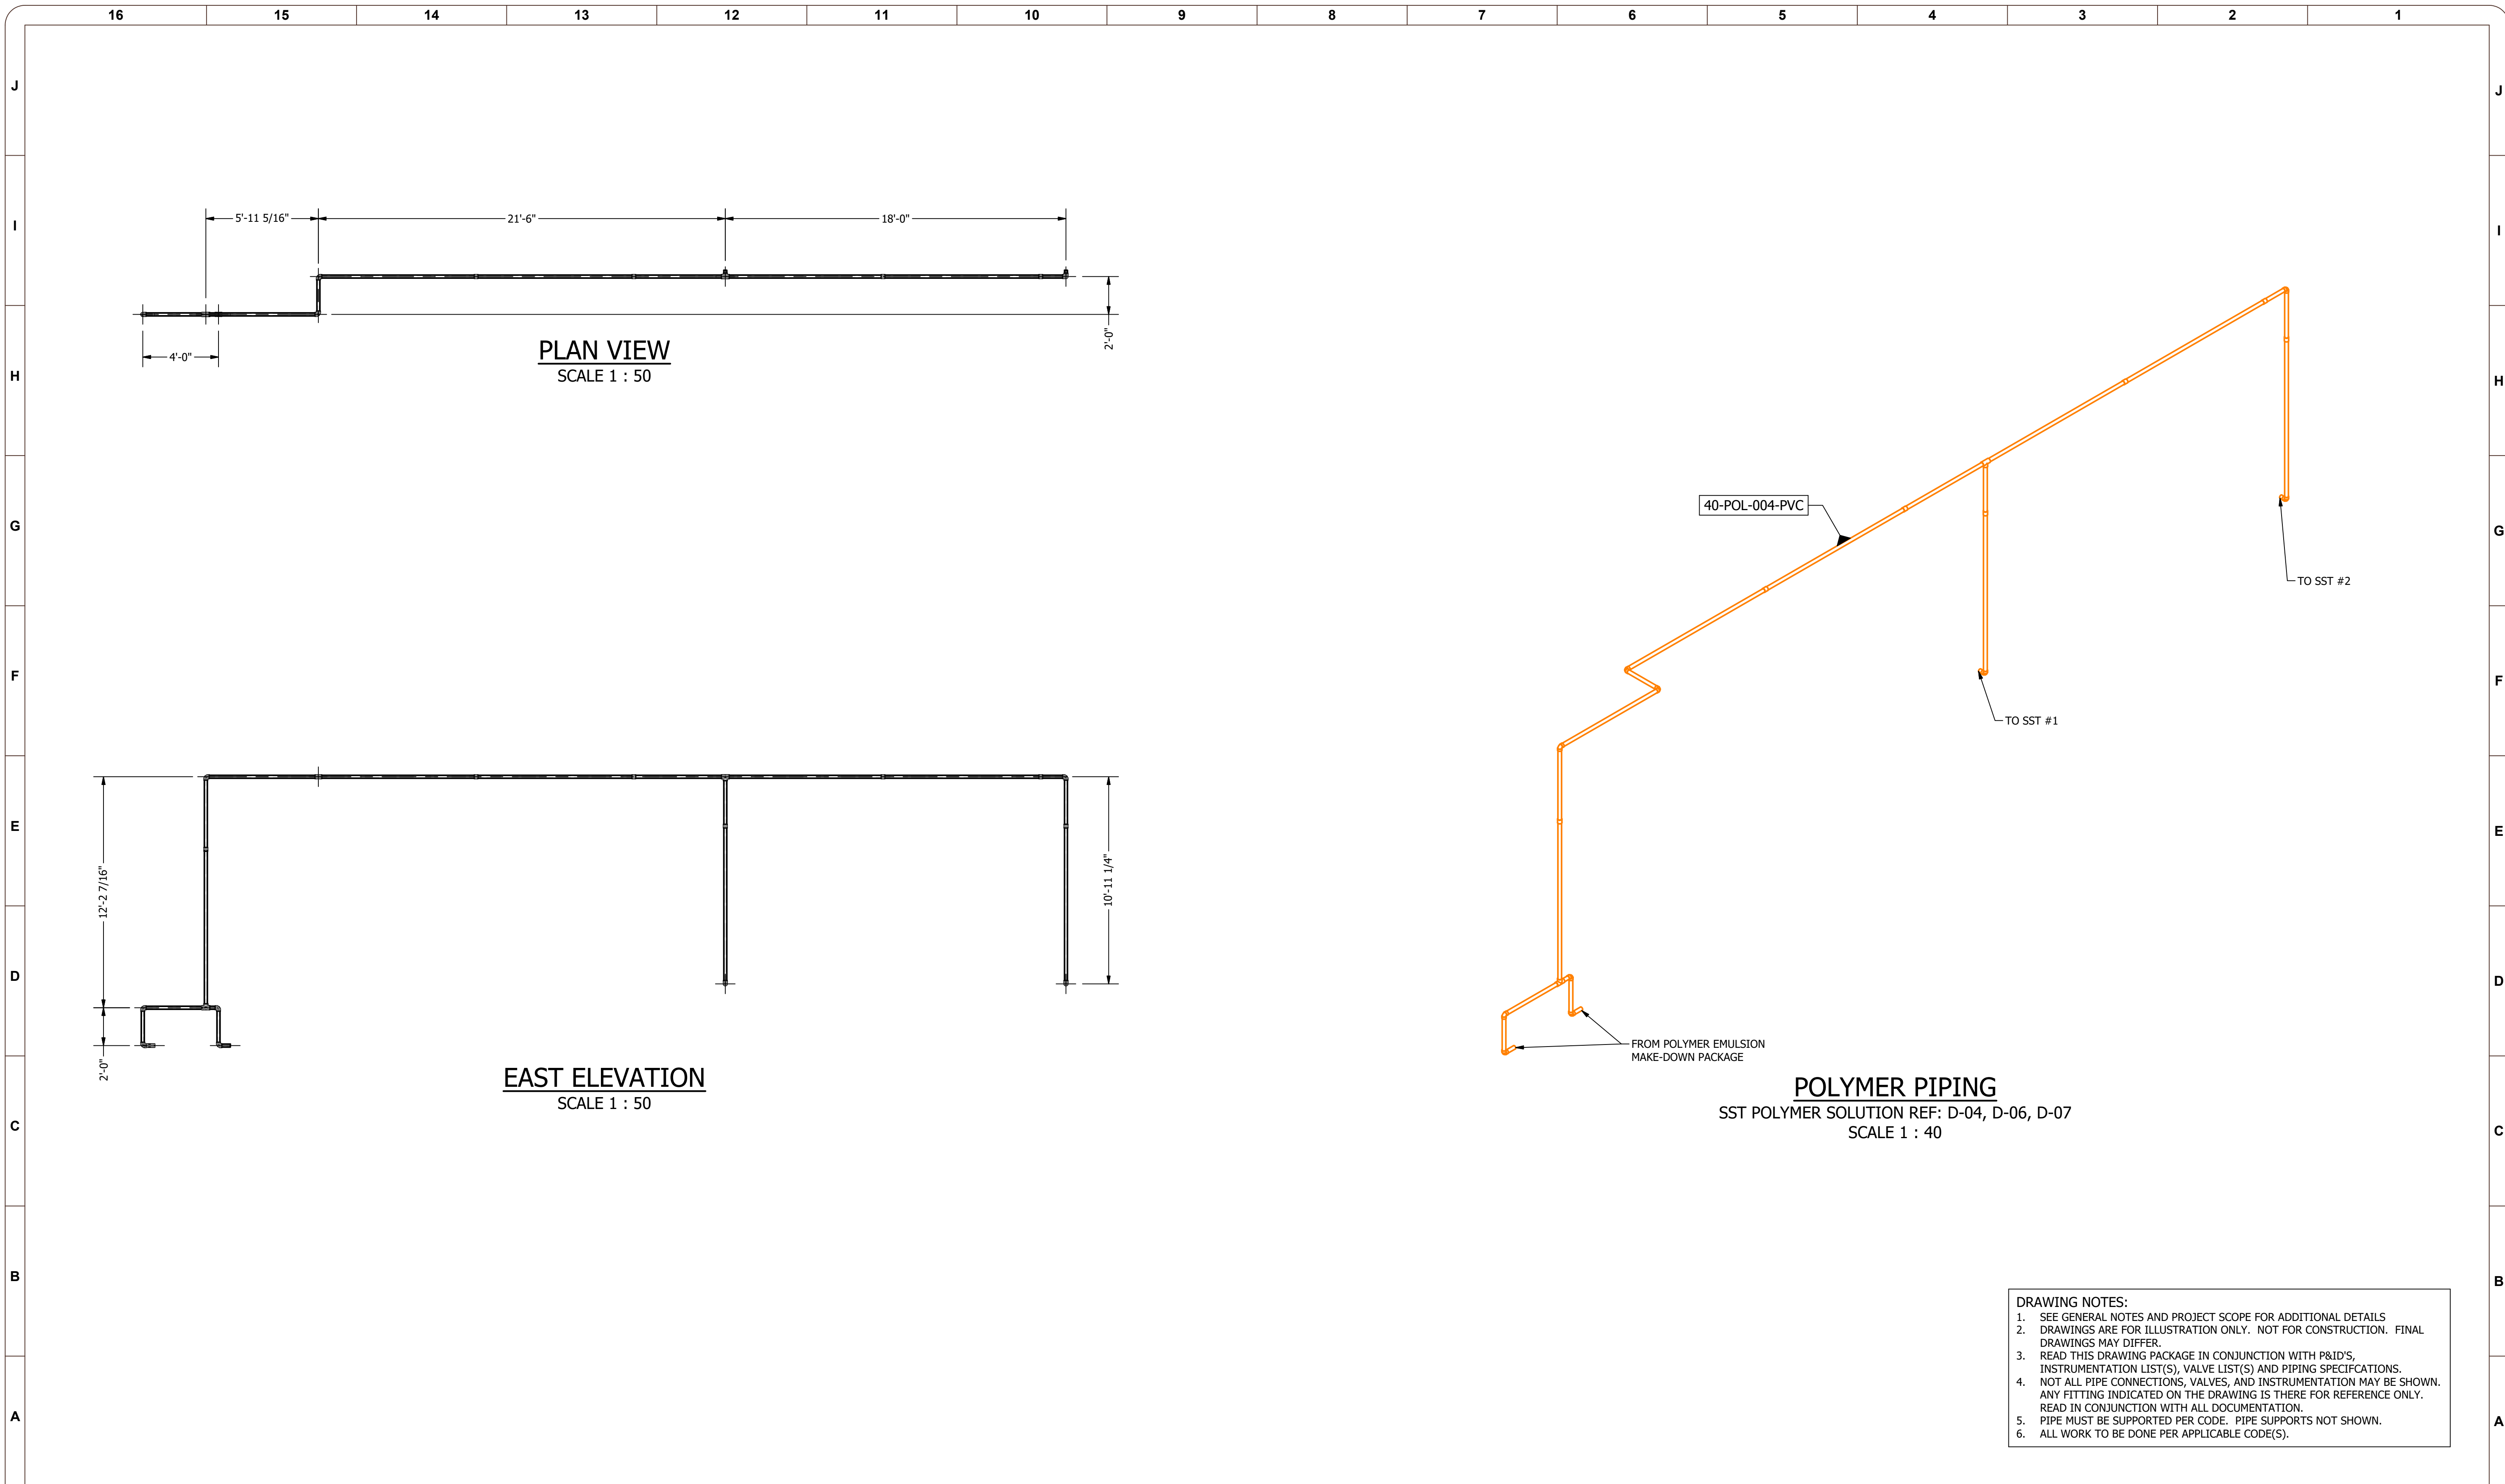 16 15 14 13 12 11 10 9 8 7 6 5 4 3 2 1
J J
I I
H H
G G
F F
E E
D D
C C
B B
A A
5'-11 5/16" 21'-6" 18'-0"
4'-0"
2'-0"
PLAN VIEW
SCALE 1 : 50
12'-2 7/16"
2'-0"
10'-11 1/4"
EAST ELEVATION
SCALE 1 : 50
40-POL-004-PVC
TO SST #2
TO SST #1
FROM POLYMER EMULSION
MAKE-DOWN PACKAGE
POLYMER PIPING
SST POLYMER SOLUTION REF: D-04, D-06, D-07
SCALE 1 : 40
DRAWING NOTES:
1. SEE GENERAL NOTES AND PROJECT SCOPE FOR ADDITIONAL DETAILS
2. DRAWINGS ARE FOR ILLUSTRATION ONLY. NOT FOR CONSTRUCTION. FINAL
DRAWINGS MAY DIFFER.
3. READ THIS DRAWING PACKAGE IN CONJUNCTION WITH P&ID'S,
INSTRUMENTATION LIST(S), VALVE LIST(S) AND PIPING SPECIFCATIONS.
4. NOT ALL PIPE CONNECTIONS, VALVES, AND INSTRUMENTATION MAY BE SHOWN.
ANY FITTING INDICATED ON THE DRAWING IS THERE FOR REFERENCE ONLY.
READ IN CONJUNCTION WITH ALL DOCUMENTATION.
5. PIPE MUST BE SUPPORTED PER CODE. PIPE SUPPORTS NOT SHOWN.
6. ALL WORK TO BE DONE PER APPLICABLE CODE(S).